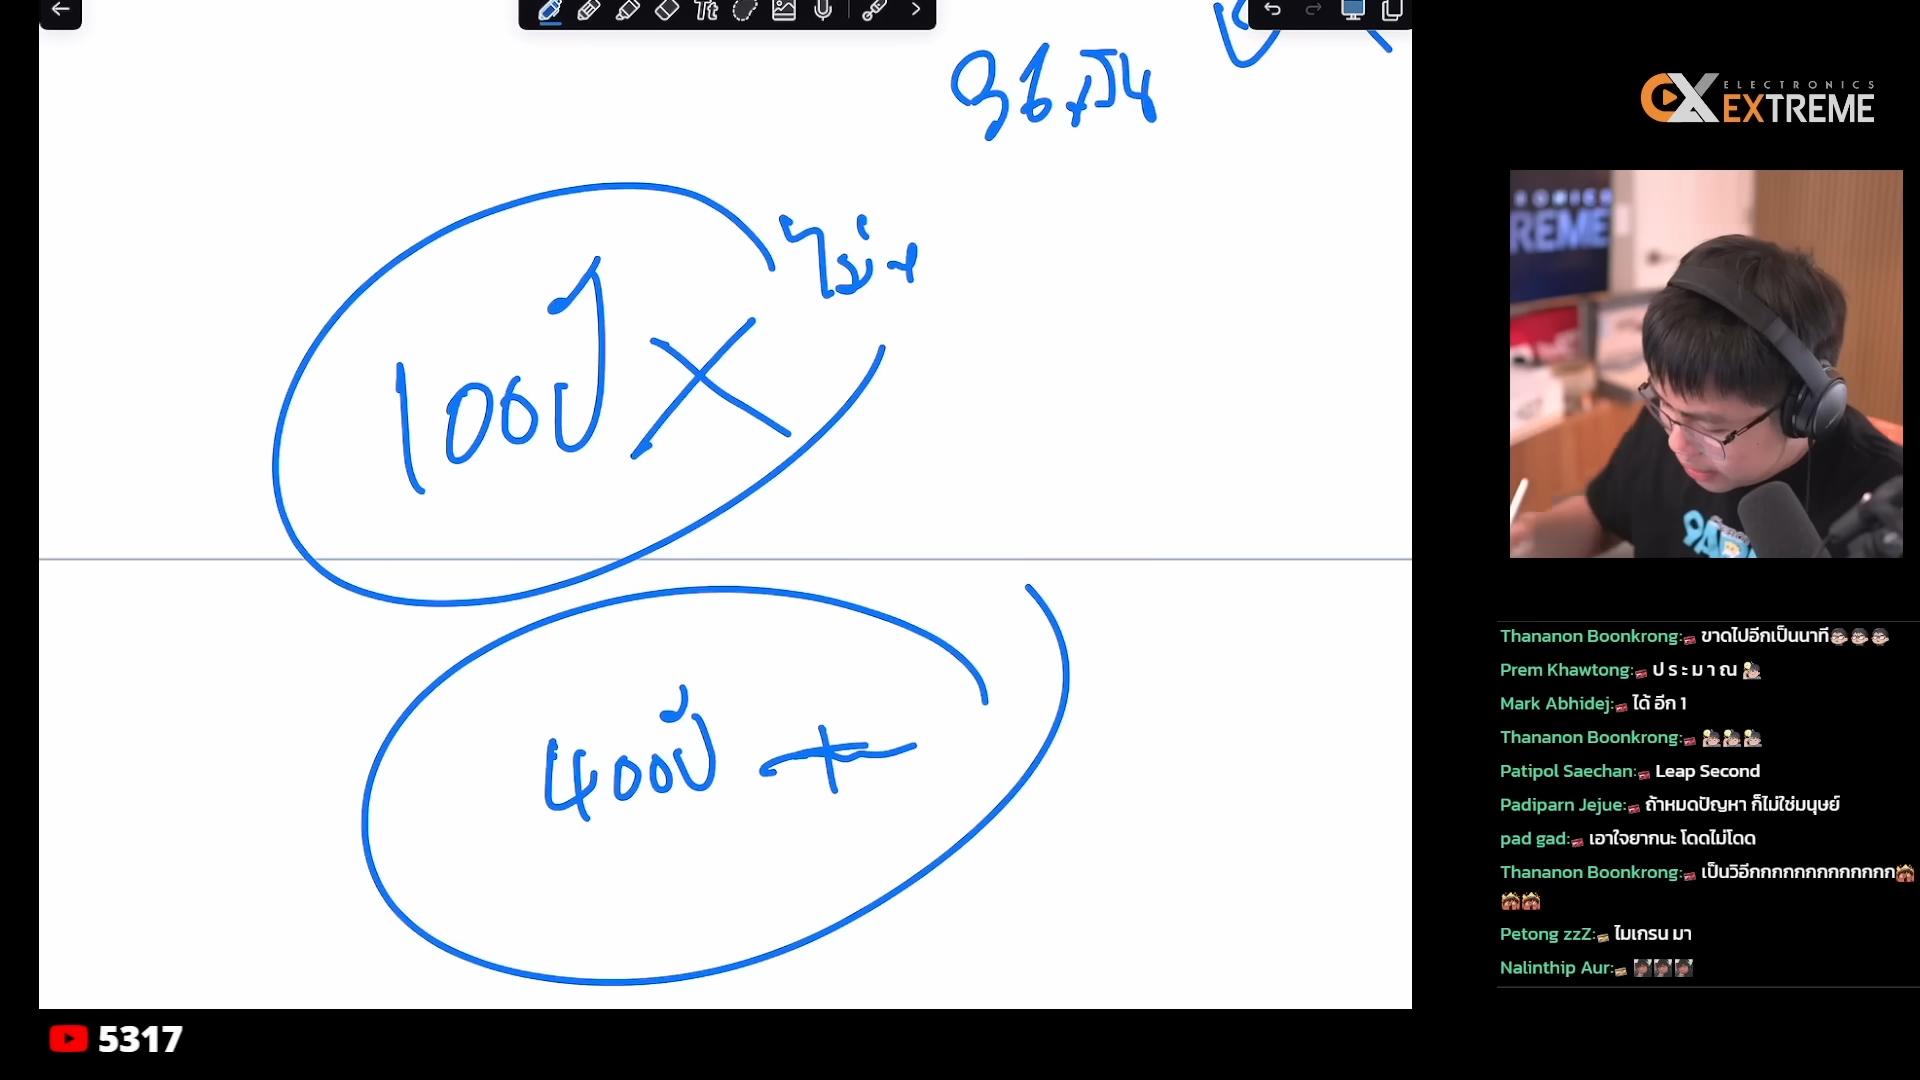 Tt
100ปี ไม่
400ปี +
ELECTRONICS
EXTREME
REME
Thananon Boonkrong: ขาดไปอีกเป็นนาที
Prem Khawtong: ป ร ะ ม า ณ
Mark Abhidej: ได้ อีก 1
Thananon Boonkrong:
Patipol Saechan: Leap Second
Padiparn Jejue: ถ้าหมดปัญหา ก็ไม่ใช่มนุษย์
pad gad: เอาใจยากนะ โดดไม่โดด
Thananon Boonkrong: เป็นวิอีกกกกกกกกกกกกก
Petong zzZ: ไมเกรน มา
Nalinthip Aur:
5317